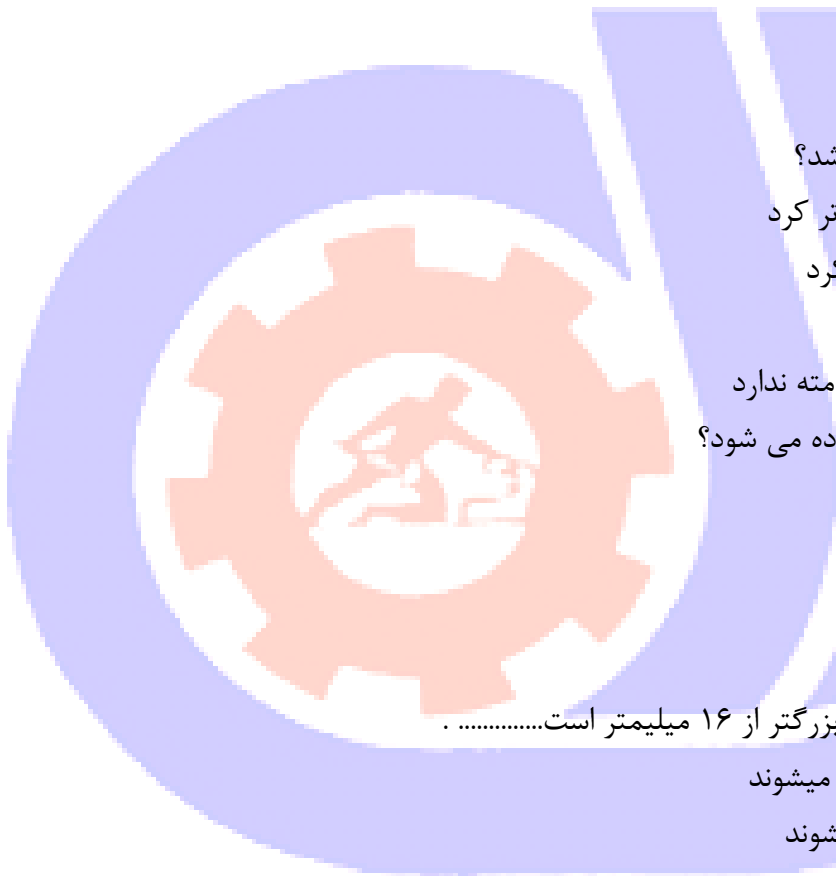 شد؟
تر کرد
کرد
مته ندارد
ده می شود؟
بزرگتر از ۱۶ میلیمتر است.............. .
میشوند
شوند